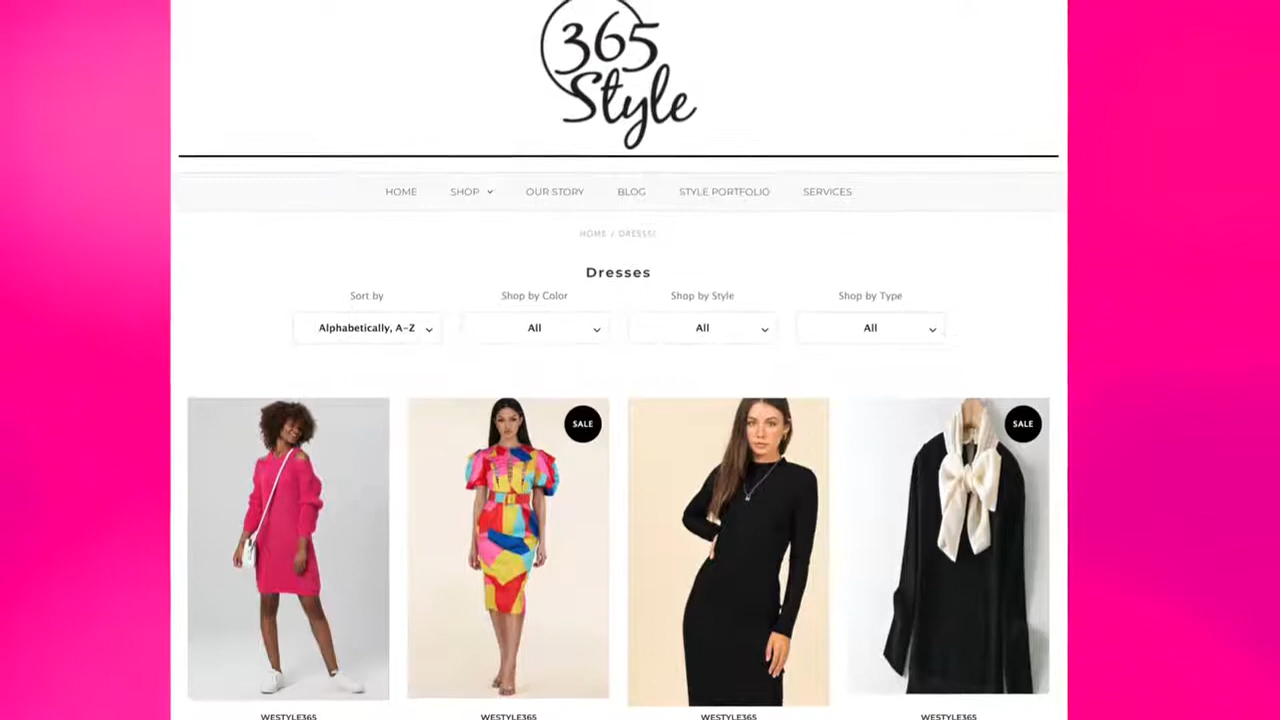 365
Style
HOME SHOP OUR STORY BLOG STYLE PORTFOLIO SERVICES
HOME / DRESSES
Dresses
Sort by Shop by Color Shop by Style Shop by Type
Alphabetically, A-Z All All All
SALE SALE
WESTYLE365 WESTYLE365 WESTYLE365 WESTYLE365